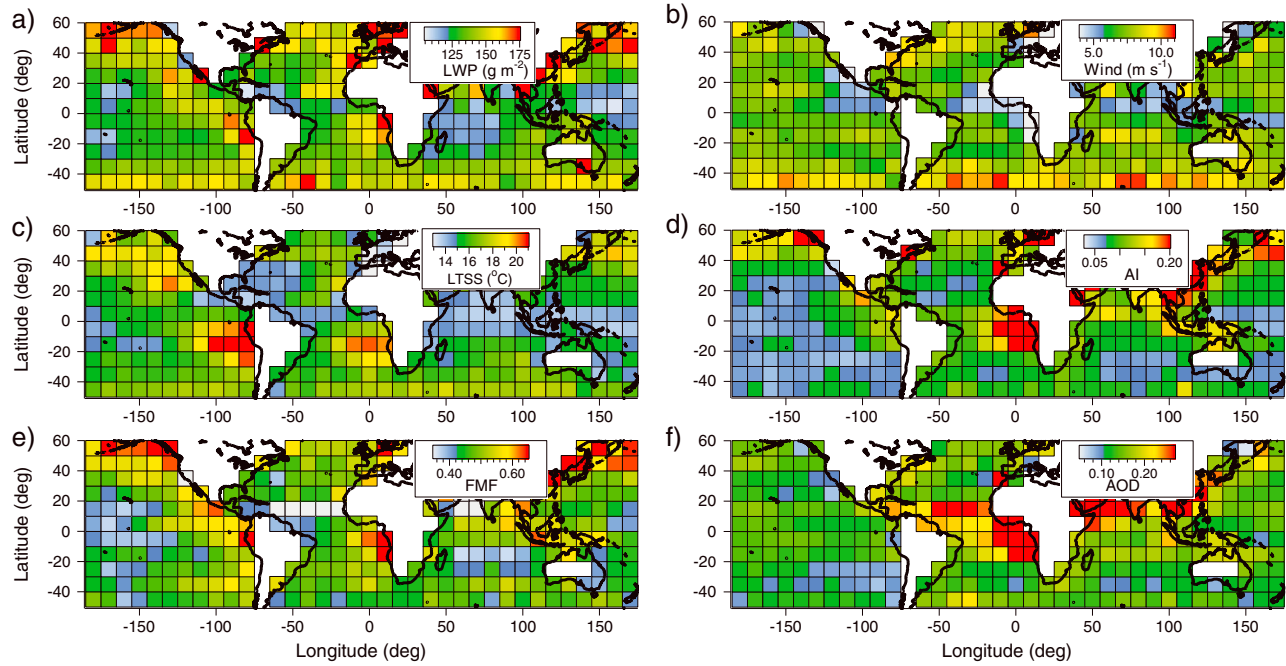 a)
125 150 175
LWP (g m⁻²)
60
40
20
0
-20
-40
Latitude (deg)
-150 -100 -50 0 50 100 150
b)
5.0 10.0
Wind (m s⁻¹)
60
40
20
0
-20
-40
-150 -100 -50 0 50 100 150
c)
14 16 18 20
LTSS (°C)
60
40
20
0
-20
-40
Latitude (deg)
-150 -100 -50 0 50 100 150
d)
0.05 0.20
AI
60
40
20
0
-20
-40
-150 -100 -50 0 50 100 150
e)
0.40 0.60
FMF
60
40
20
0
-20
-40
Latitude (deg)
-150 -100 -50 0 50 100 150
Longitude (deg)
f)
0.10 0.20
AOD
60
40
20
0
-20
-40
-150 -100 -50 0 50 100 150
Longitude (deg)